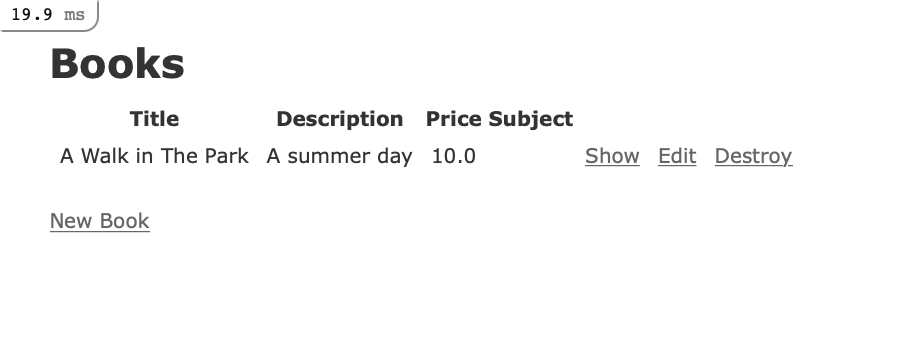 19.9 ms
Books
Title Description Price Subject
A Walk in The Park A summer day 10.0 Show Edit Destroy
New Book